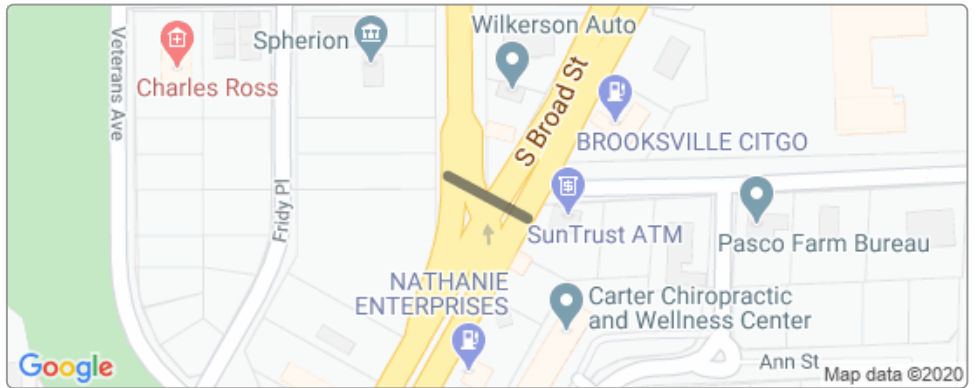 Veterans Ave
Charles Ross
Fridy Pl
Spherion
Wilkerson Auto
S Broad St
BROOKSVILLE CITGO
SunTrust ATM
Pasco Farm Bureau
NATHANIE
ENTERPRISES
Carter Chiropractic
and Wellness Center
Ann St
Google
Map data ©2020